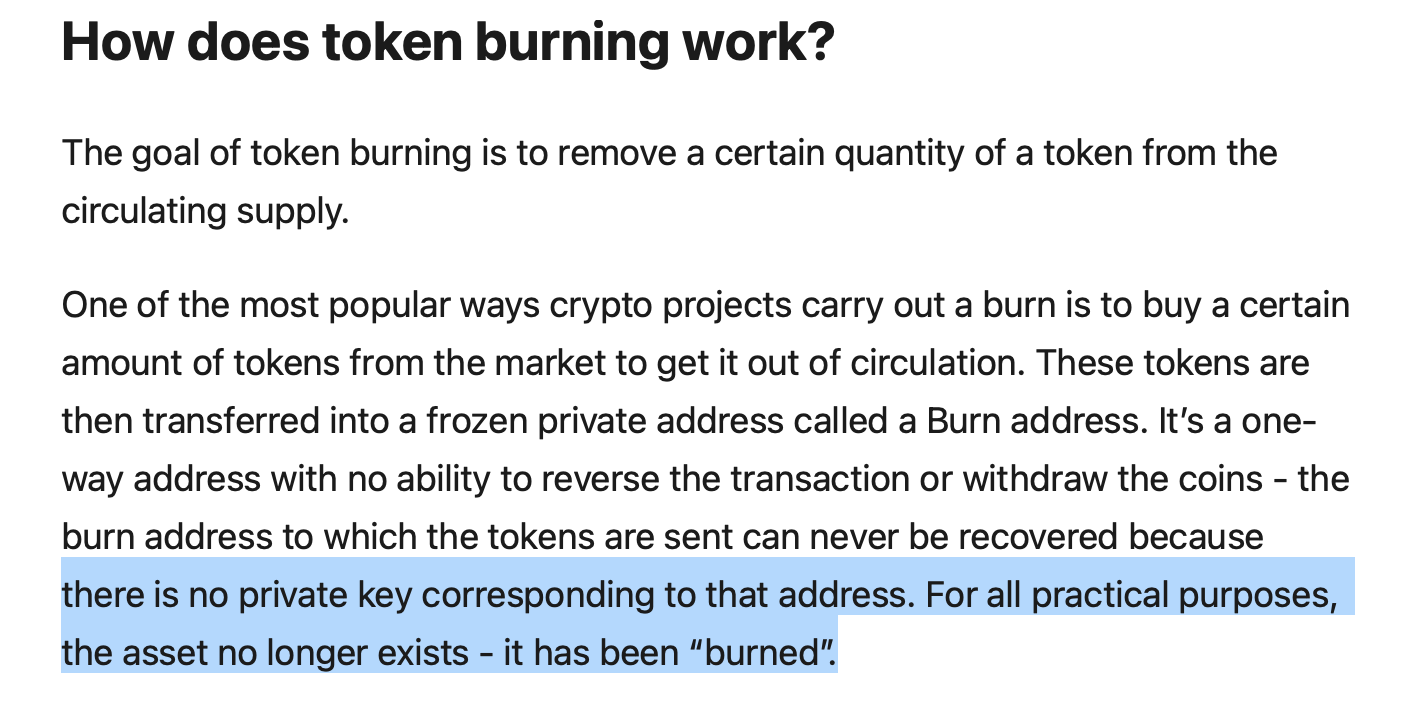 How does token burning work?
The goal of token burning is to remove a certain quantity of a token from the
circulating supply.
One of the most popular ways crypto projects carry out a burn is to buy a certain
amount of tokens from the market to get it out of circulation. These tokens are
then transferred into a frozen private address called a Burn address. It’s a one-
way address with no ability to reverse the transaction or withdraw the coins - the
burn address to which the tokens are sent can never be recovered because
there is no private key corresponding to that address. For all practical purposes,
the asset no longer exists - it has been “burned”.